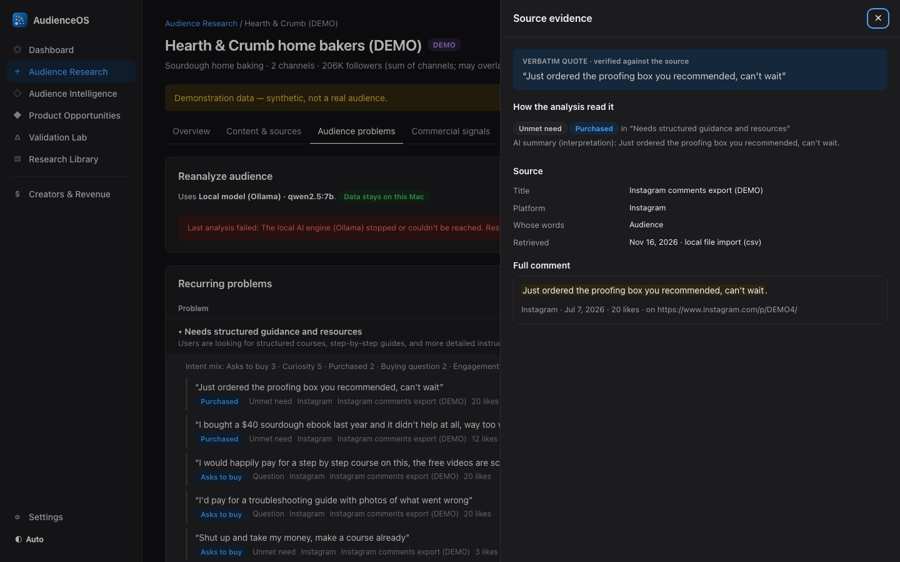 AudienceOS
Dashboard
Audience Research
Audience Intelligence
Product Opportunities
Validation Lab
Research Library
$ Creators & Revenue
Settings
Auto
Audience Research / Hearth & Crumb (DEMO)
Hearth & Crumb home bakers (DEMO) DEMO
Sourdough home baking · 2 channels · 206K followers (sum of channels; may overla
Demonstration data — synthetic, not a real audience.
Overview Content & sources Audience problems Commercial signals
Reanalyze audience
Uses Local model (Ollama) · qwen2.5:7b. Data stays on this Mac
Last analysis failed: The local AI engine (Ollama) stopped or couldn't be reached. Res
Recurring problems
Problem
• Needs structured guidance and resources
Users are looking for structured courses, step-by-step guides, and more detailed instruc
Intent mix: Asks to buy 3 · Curiosity 5 · Purchased 2 · Buying question 2 · Engagement
"Just ordered the proofing box you recommended, can't wait"
Purchased Unmet need Instagram Instagram comments export (DEMO) 20 likes
"I bought a $40 sourdough ebook last year and it didn't help at all, way too v
Purchased Unmet need Instagram Instagram comments export (DEMO) 12 likes
"I would happily pay for a step by step course on this, the free videos are sc
Asks to buy Question Instagram Instagram comments export (DEMO) 20 likes
"I'd pay for a troubleshooting guide with photos of what went wrong"
Asks to buy Question Instagram Instagram comments export (DEMO) 20 likes
"Shut up and take my money, make a course already"
Asks to buy Unmet need Instagram Instagram comments export (DEMO) 3 likes
Source evidence
VERBATIM QUOTE · verified against the source
"Just ordered the proofing box you recommended, can't wait"
How the analysis read it
Unmet need Purchased in "Needs structured guidance and resources"
AI summary (interpretation): Just ordered the proofing box you recommended, can't wait.
Source
Title Instagram comments export (DEMO)
Platform Instagram
Whose words Audience
Retrieved Nov 16, 2026 · local file import (csv)
Full comment
Just ordered the proofing box you recommended, can't wait.
Instagram · Jul 7, 2026 · 20 likes · on https://www.instagram.com/p/DEMO4/